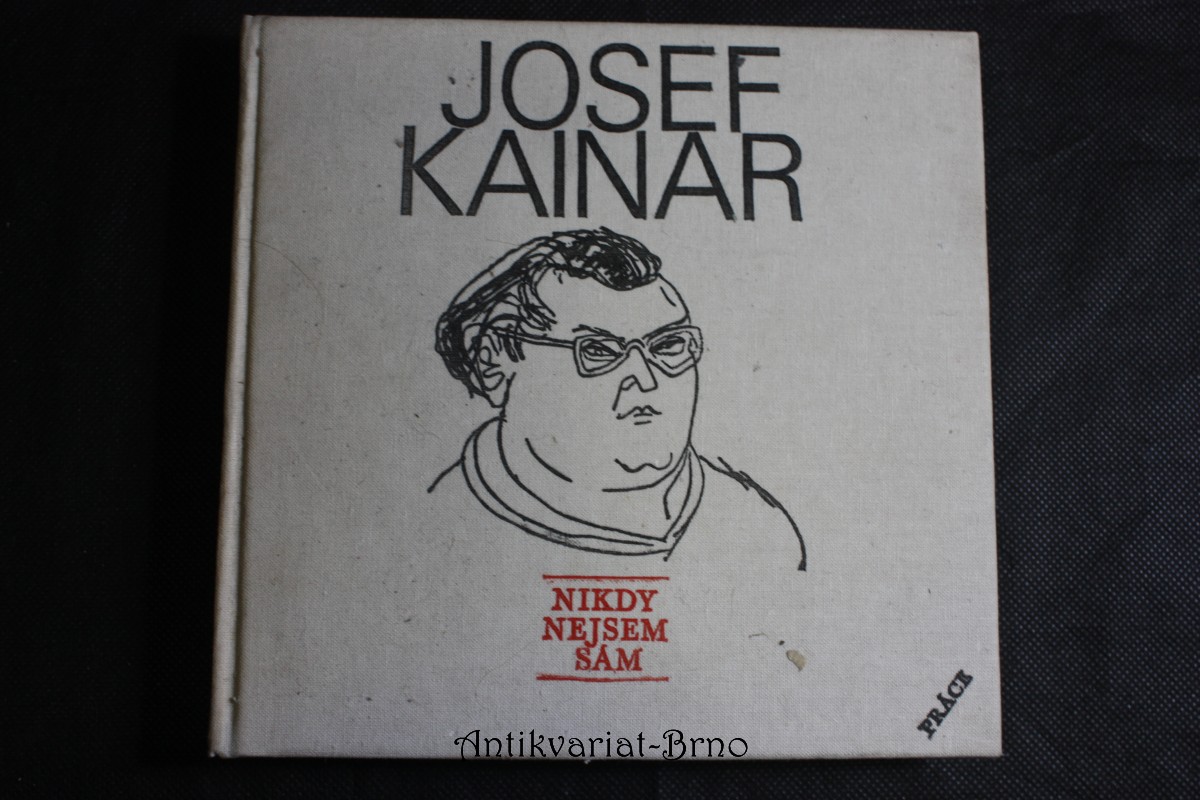 JOSEF
KAINAR
NIKDY
NEJSEM
SÁM
PRÁCE
Antikvariat-Brno